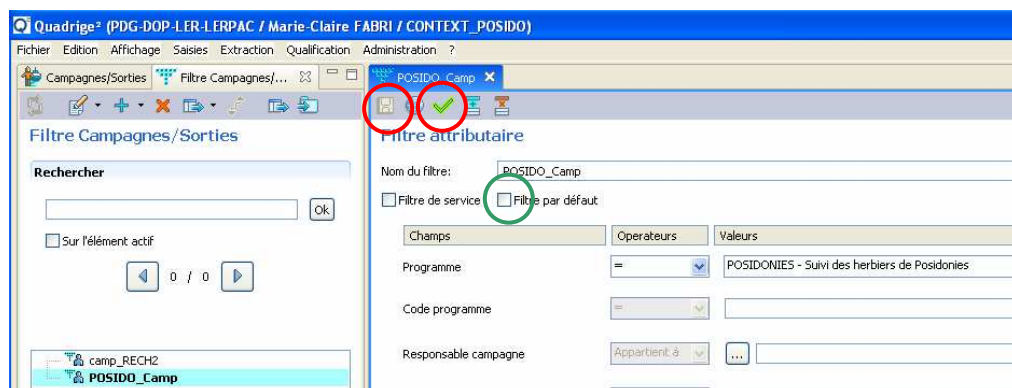 Quadrige² (PDG-DOP-LER-LERPAC / Marie-Claire FABRI / CONTEXT_POSIDO)
Fichier Edition Affichage Saisies Extraction Qualification Administration ?
Campagnes/Sorties Filtre Campagnes/... POSIDO_Camp
Filtre Campagnes/Sorties
Rechercher
Ok
Sur l'élément actif
0 / 0
camp_RECH2
POSIDO_Camp
Filtre attributaire
Nom du filtre: POSIDO_Camp
Filtre de service Filtre par défaut
Champs Operateurs Valeurs
Programme = POSIDONIES - Suivi des herbiers de Posidonies
Code programme =
Responsable campagne Appartient à ...